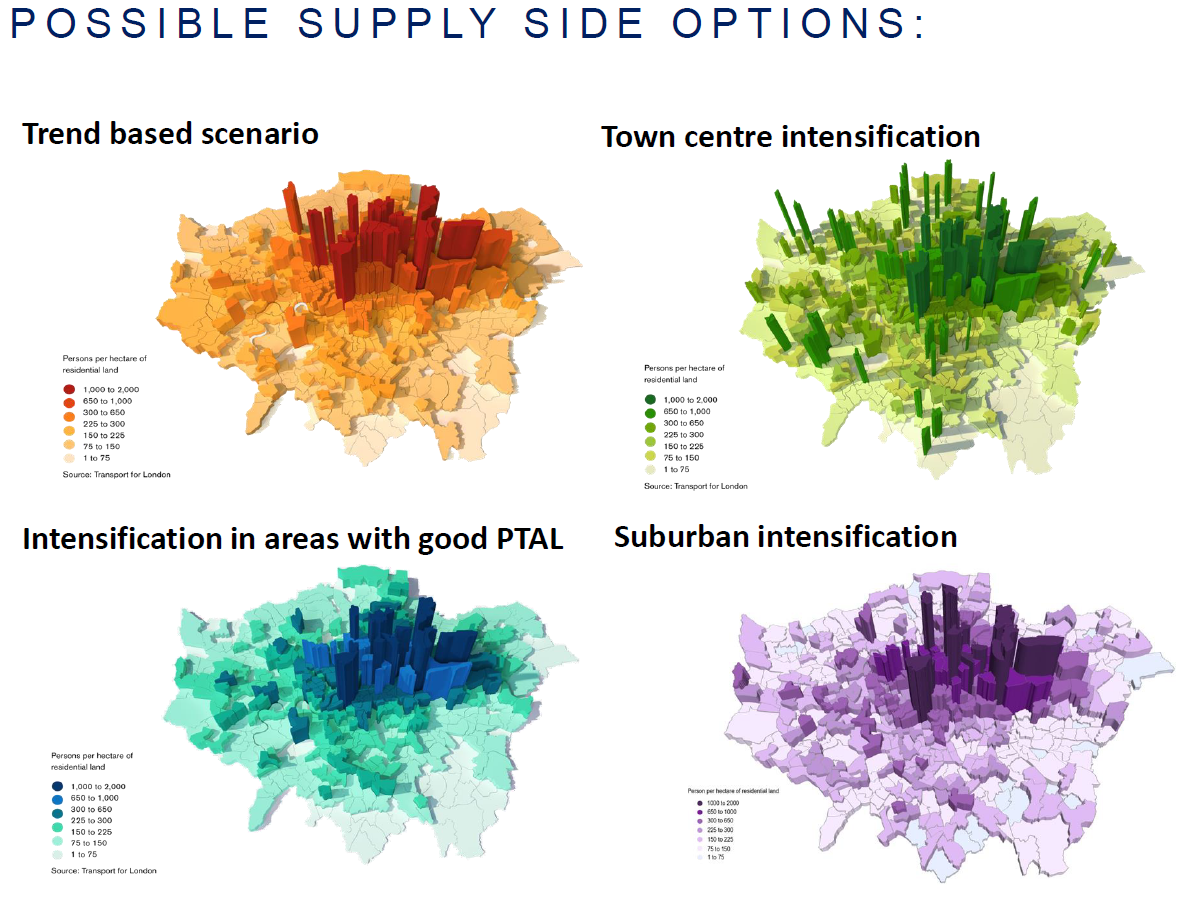 POSSIBLE SUPPLY SIDE OPTIONS:
Trend based scenario
Persons per hectare of
residential land
1,000 to 2,000
650 to 1,000
300 to 650
225 to 300
150 to 225
75 to 150
1 to 75
Source: Transport for London
Town centre intensification
Persons per hectare of
residential land
1,000 to 2,000
650 to 1,000
300 to 650
225 to 300
150 to 225
75 to 150
1 to 75
Source: Transport for London
Intensification in areas with good PTAL
Persons per hectare of
residential land
1,000 to 2,000
650 to 1,000
300 to 650
225 to 300
150 to 225
75 to 150
1 to 75
Source: Transport for London
Suburban intensification
Person per hectare of residential land
1000 to 2000
650 to 1000
300 to 650
225 to 300
150 to 225
75 to 150
1 to 75